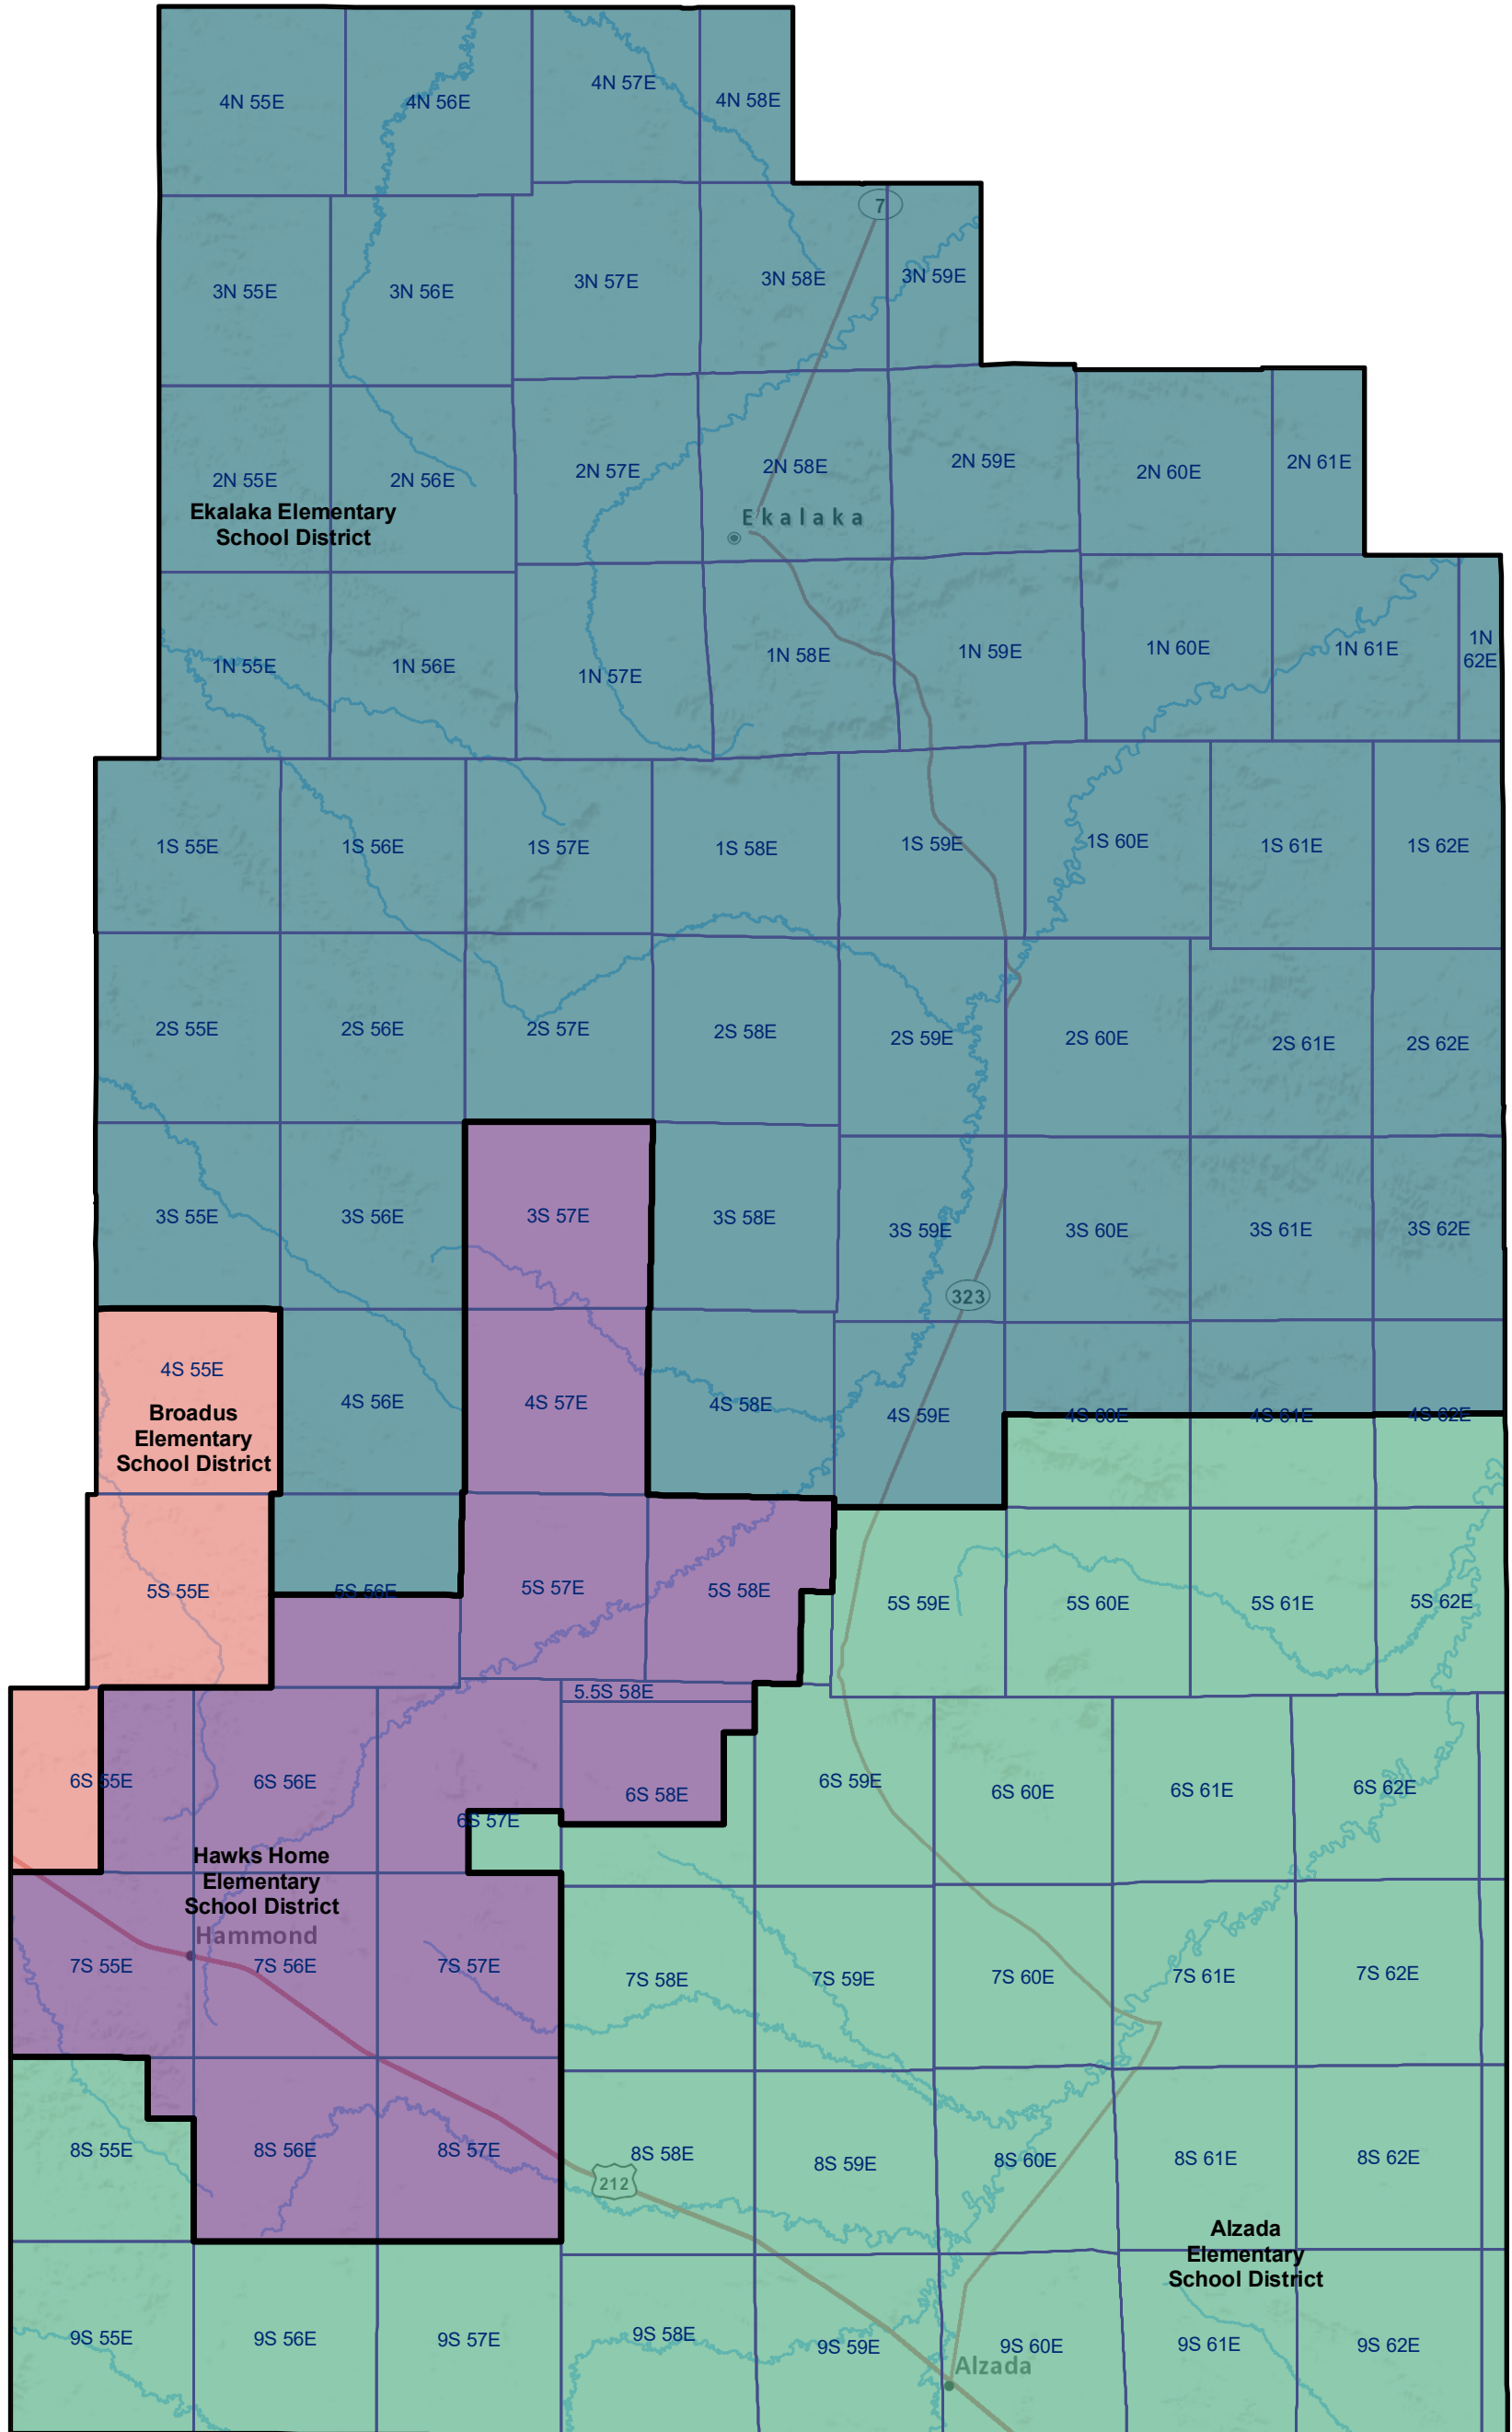 4N 55E
4N 56E
4N 57E
4N 58E
7
3N 55E
3N 56E
3N 57E
3N 58E
3N 59E
2N 55E
2N 56E
2N 57E
2N 58E
2N 59E
2N 60E
2N 61E
Ekalaka Elementary
School District
Ekalaka
1N 55E
1N 56E
1N 57E
1N 58E
1N 59E
1N 60E
1N 61E
1N
62E
1S 55E
1S 56E
1S 57E
1S 58E
1S 59E
1S 60E
1S 61E
1S 62E
2S 55E
2S 56E
2S 57E
2S 58E
2S 59E
2S 60E
2S 61E
2S 62E
3S 55E
3S 56E
3S 57E
3S 58E
3S 59E
3S 60E
3S 61E
3S 62E
323
4S 55E
4S 56E
4S 57E
4S 58E
4S 59E
4S 60E
4S 61E
4S 62E
Broadus
Elementary
School District
5S 55E
5S 56E
5S 57E
5S 58E
5S 59E
5S 60E
5S 61E
5S 62E
5.5S 58E
6S 55E
6S 56E
6S 57E
6S 58E
6S 59E
6S 60E
6S 61E
6S 62E
Hawks Home
Elementary
School District
Hammond
7S 55E
7S 56E
7S 57E
7S 58E
7S 59E
7S 60E
7S 61E
7S 62E
8S 55E
8S 56E
8S 57E
8S 58E
8S 59E
8S 60E
8S 61E
8S 62E
212
Alzada
Elementary
School District
9S 55E
9S 56E
9S 57E
9S 58E
9S 59E
9S 60E
9S 61E
9S 62E
Alzada